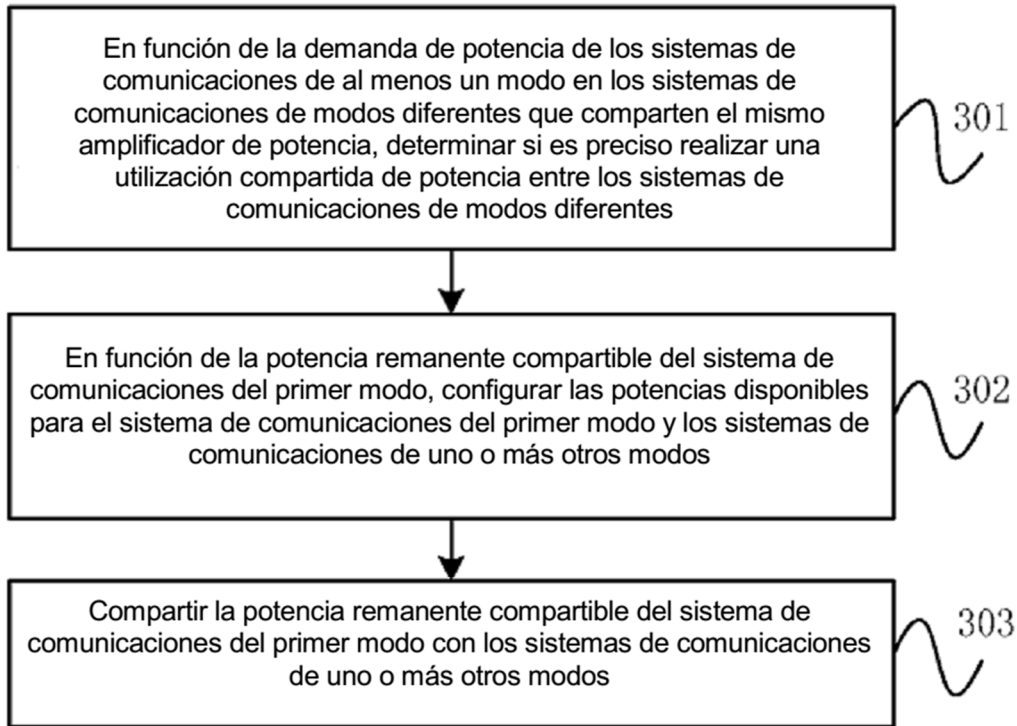 En función de la demanda de potencia de los sistemas de
comunicaciones de al menos un modo en los sistemas de
comunicaciones de modos diferentes que comparten el mismo
amplificador de potencia, determinar si es preciso realizar una
utilización compartida de potencia entre los sistemas de
comunicaciones de modos diferentes
301
En función de la potencia remanente compartible del sistema de
comunicaciones del primer modo, configurar las potencias disponibles
para el sistema de comunicaciones del primer modo y los sistemas de
comunicaciones de uno o más otros modos
302
Compartir la potencia remanente compartible del sistema de
comunicaciones del primer modo con los sistemas de comunicaciones
de uno o más otros modos
303